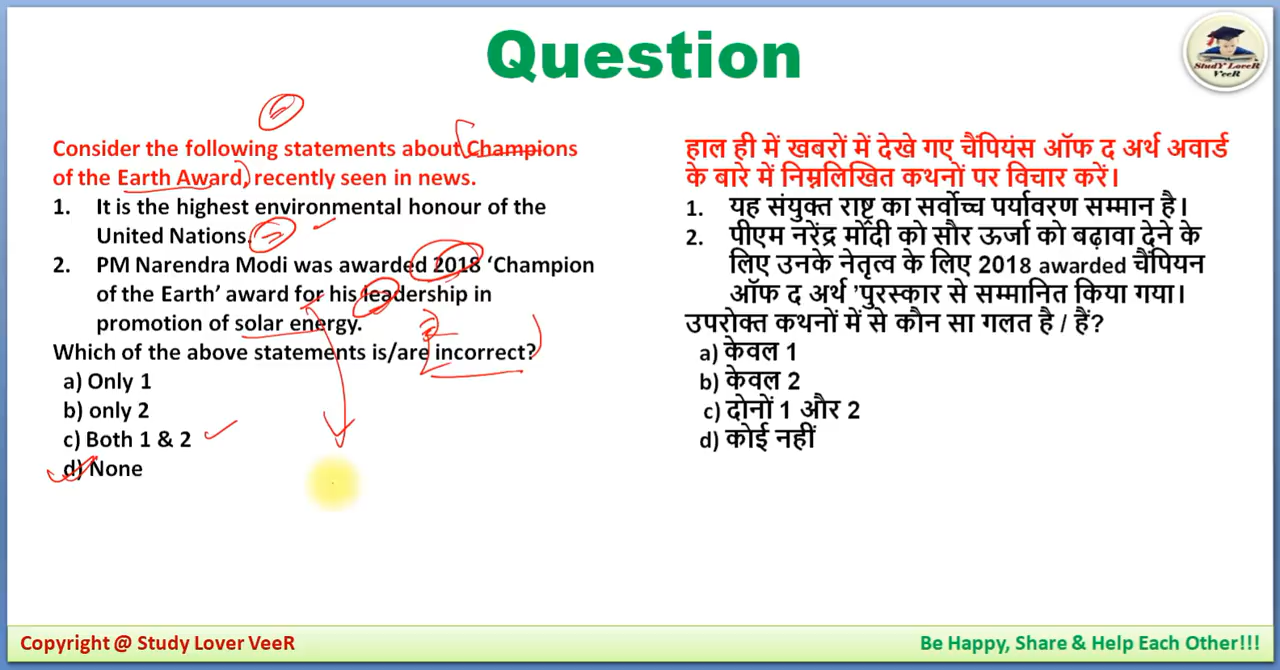 Question
StudY LoveR
VeeR
Consider the following statements about Champions
of the Earth Award, recently seen in news.
1. It is the highest environmental honour of the
United Nations.
2. PM Narendra Modi was awarded 2018 ‘Champion
of the Earth’ award for his leadership in
promotion of solar energy.
Which of the above statements is/are incorrect?
a) Only 1
b) only 2
c) Both 1 & 2
d) None
हाल ही में खबरों में देखे गए चैंपियंस ऑफ द अर्थ अवार्ड
के बारे में निम्नलिखित कथनों पर विचार करें।
1. यह संयुक्त राष्ट्र का सर्वोच्च पर्यावरण सम्मान है।
2. पीएम नरेंद्र मोदी को सौर ऊर्जा को बढ़ावा देने के
लिए उनके नेतृत्व के लिए 2018 awarded चैंपियन
ऑफ द अर्थ ’पुरस्कार से सम्मानित किया गया।
उपरोक्त कथनों में से कौन सा गलत है / हैं?
a) केवल 1
b) केवल 2
c) दोनों 1 और 2
d) कोई नहीं
Copyright @ Study Lover VeeR
Be Happy, Share & Help Each Other!!!